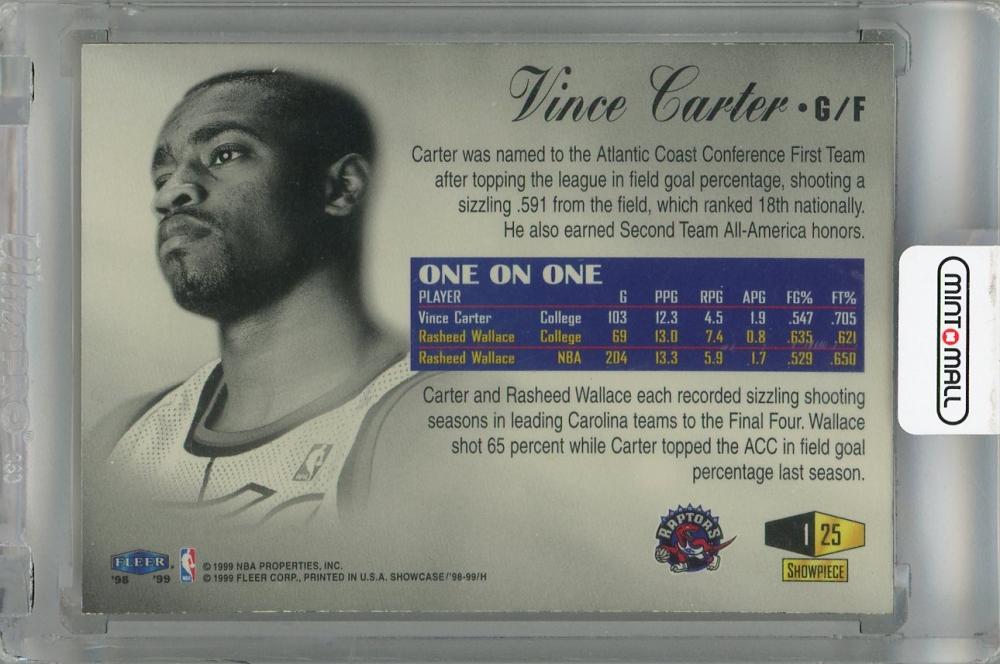 Vince Carter • G/F
Carter was named to the Atlantic Coast Conference First Team
after topping the league in field goal percentage, shooting a
sizzling .591 from the field, which ranked 18th nationally.
He also earned Second Team All-America honors.
ONE ON ONE
PLAYER G PPG RPG APG FG% FT%
Vince Carter College 103 12.3 4.5 1.9 .547 .705
Rasheed Wallace College 69 13.0 7.4 0.8 .635 .621
Rasheed Wallace NBA 204 13.3 5.9 1.7 .529 .650
Carter and Rasheed Wallace each recorded sizzling shooting
seasons in leading Carolina teams to the Final Four. Wallace
shot 65 percent while Carter topped the ACC in field goal
percentage last season.
RAPTORS
1 25
SHOWPIECE
FLEER
'98 '99
NBA
© 1999 NBA PROPERTIES, INC.
© 1999 FLEER CORP., PRINTED IN U.S.A. SHOWCASE/'98-99/H
MINT MALL